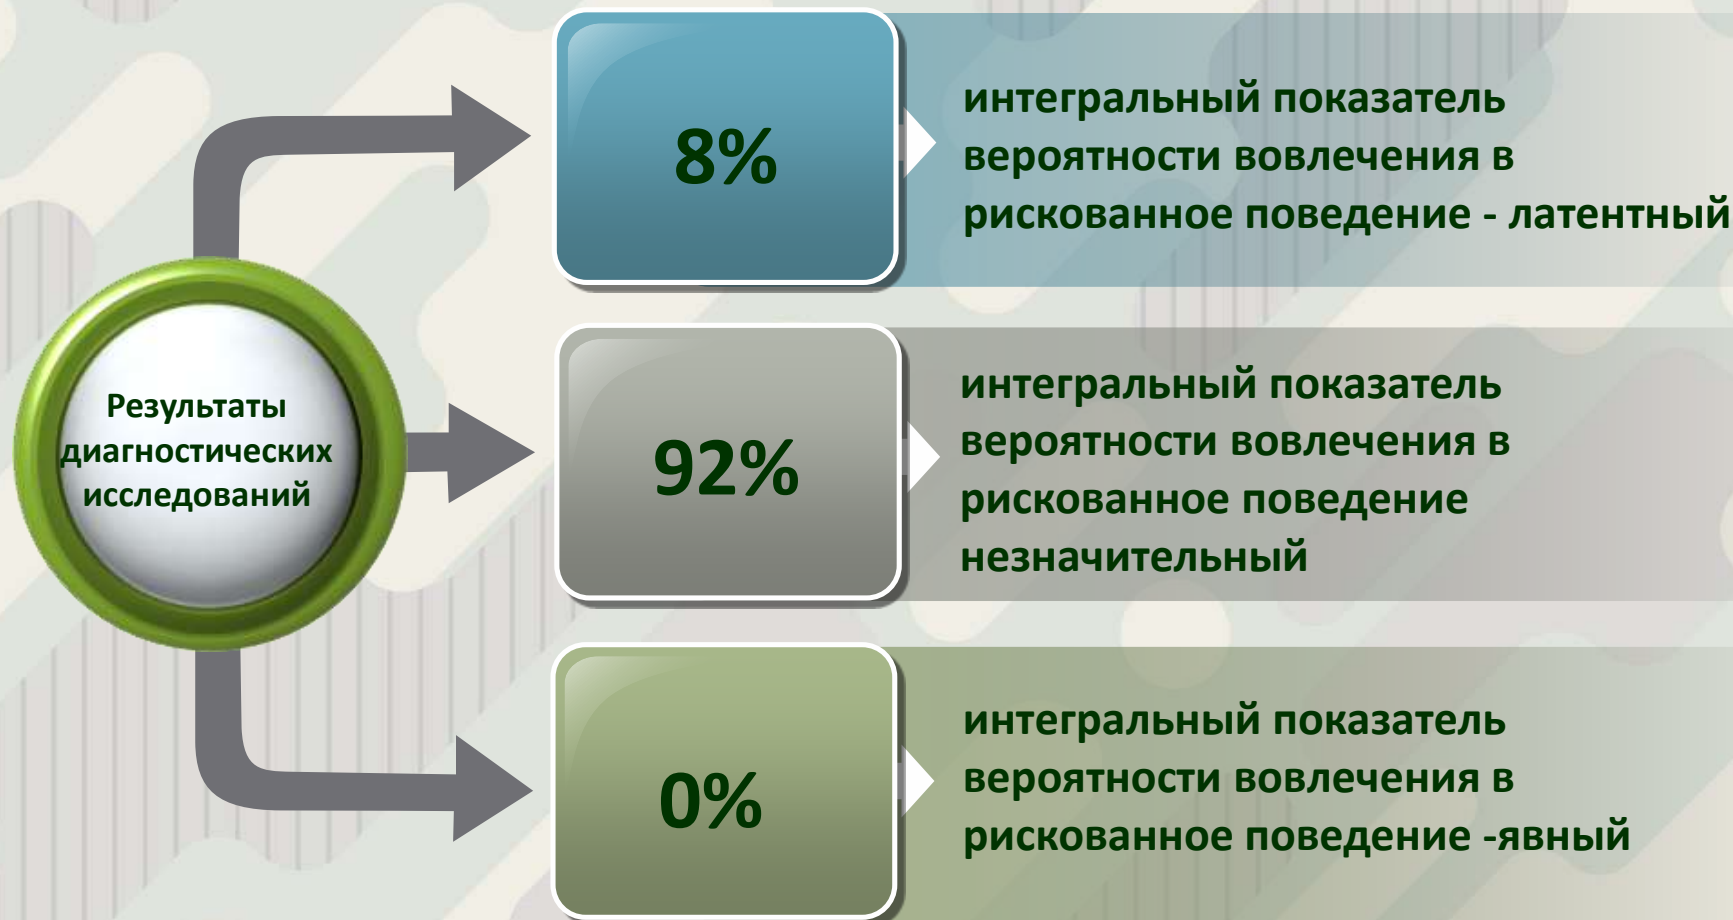 Результаты
диагностических
исследований
8%
интегральный показатель
вероятности вовлечения в
рискованное поведение - латентный
92%
интегральный показатель
вероятности вовлечения в
рискованное поведение
незначительный
0%
интегральный показатель
вероятности вовлечения в
рискованное поведение -явный